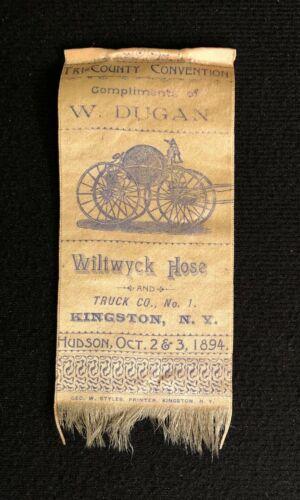 TRI-COUNTY CONVENTION
Compliments of
W. DUGAN
Wiltwyck Hose
AND
TRUCK CO., No. 1.
KINGSTON, N. Y.
HUDSON, OCT. 2 & 3, 1894.
GEO. W. STYLES, PRINTER, KINGSTON, N. Y.